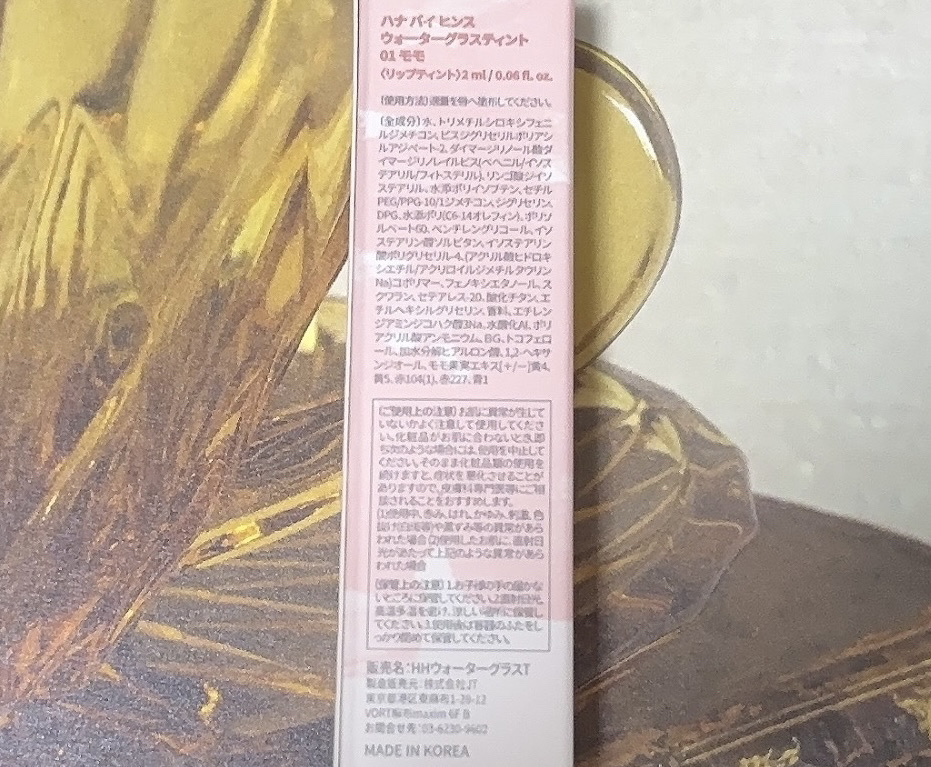 ハナ バイ ヒンス
ウォーターグラスティント
01 モモ
〈リップティント〉2 ml / 0.06 fl. oz.
〔使用方法〕適量を唇へ塗布してください。
〔全成分〕水、トリメチルシロキシフェニ
ルジメチコン、ビスジグリセリルポリアシ
ルアジペート-2、ダイマージリノール酸ダ
イマージリノレイルビス(ベヘニル/イソス
テアリル/フィトステリル)、リンゴ酸ジイソ
ステアリル、水添ポリイソブテン、セチル
PEG/PPG-10/1ジメチコン、ジグリセリン、
DPG、水添ポリ(C6-14オレフィン)、ポリソ
ルベート60、ペンチレングリコール、イソ
ステアリン酸ソルビタン、イソステアリン
酸ポリグリセリル-4、(アクリル酸ヒドロキ
シエチル/アクリロイルジメチルタウリン
Na)コポリマー、フェノキシエタノール、ス
クワラン、セテアレス-20、酸化チタン、エ
チルヘキシルグリセリン、香料、エチレン
ジアミンジコハク酸3Na、水酸化Al、ポリ
アクリル酸アンモニウム、BG、トコフェロ
ール、加水分解ヒアルロン酸、1,2-ヘキサ
ンジオール、モモ果実エキス[+/-]黄4、
黄5、赤104(1)、赤227、青1
〔ご使用上の注意〕お肌に異常が生じて
いないかよく注意して使用してくださ
い。化粧品がお肌に合わないとき、即
ち次のような場合には、使用を中止して
ください。そのまま化粧品類の使用を
続けますと、症状を悪化させることが
ありますので、皮膚科専門医等にご相
談されることをおすすめします。
(1)使用中、赤み、はれ、かゆみ、刺激、色
抜け(白斑等)や黒ずみ等の異常があら
われた場合 (2)使用したお肌に、直射日
光があたって上記のような異常があら
われた場合
〔保管上の注意〕1.お子様の手の届かな
いところに保管してください。2.直射日光、
高温多湿を避け、涼しい場所に保管し
てください。3.使用後は容器のふたをし
っかり閉めて保管してください。
販売名:HHウォーターグラスT
製造販売元:株式会社JT
東京都港区東麻布1-28-12
VORT麻布maxim 6F B
お問合せ先:03-6230-9602
MADE IN KOREA